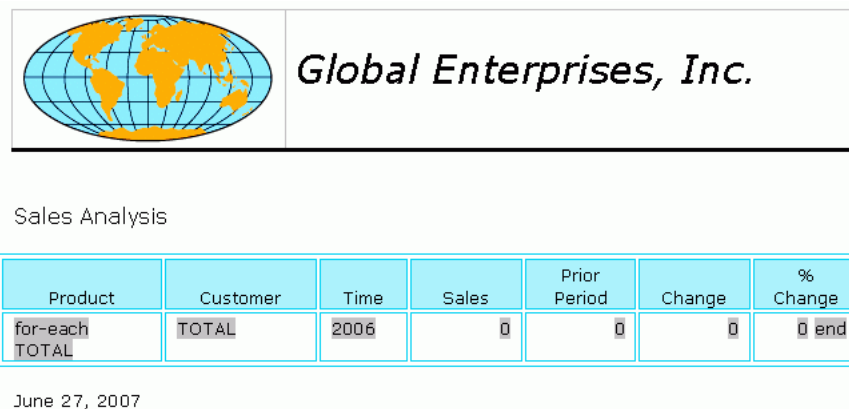 Global Enterprises, Inc.
Sales Analysis
Product Customer Time Sales Prior Period Change % Change
for-each TOTAL TOTAL 2006 0 0 0 0 end
June 27, 2007